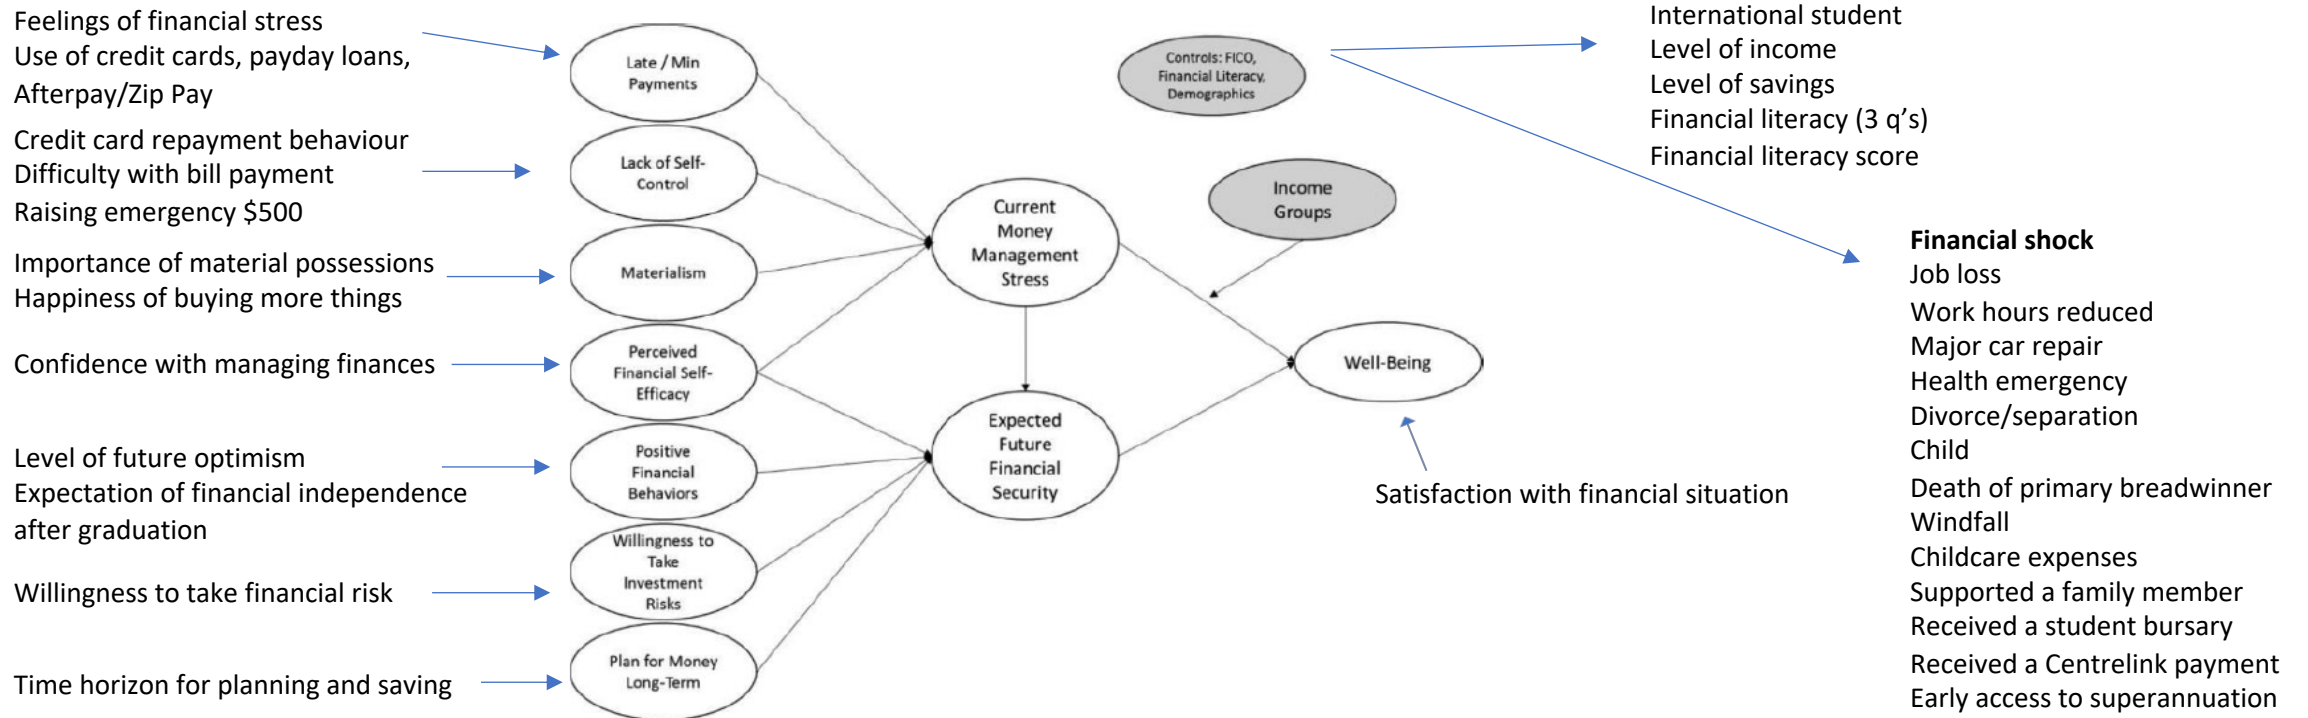 Feelings of financial stress
Use of credit cards, payday loans,
Afterpay/Zip Pay
Credit card repayment behaviour
Difficulty with bill payment
Raising emergency $500
Importance of material possessions
Happiness of buying more things
Confidence with managing finances
Level of future optimism
Expectation of financial independence
after graduation
Willingness to take financial risk
Time horizon for planning and saving
Late / Min
Payments
Lack of Self-
Control
Materialism
Perceived
Financial Self-
Efficacy
Positive
Financial
Behaviors
Willingness to
Take
Investment
Risks
Plan for Money
Long-Term
Current
Money
Management
Stress
Expected
Future
Financial
Security
Controls: FICO,
Financial Literacy,
Demographics
Income
Groups
Well-Being
Satisfaction with financial situation
International student
Level of income
Level of savings
Financial literacy (3 q’s)
Financial literacy score
Financial shock
Job loss
Work hours reduced
Major car repair
Health emergency
Divorce/separation
Child
Death of primary breadwinner
Windfall
Childcare expenses
Supported a family member
Received a student bursary
Received a Centrelink payment
Early access to superannuation